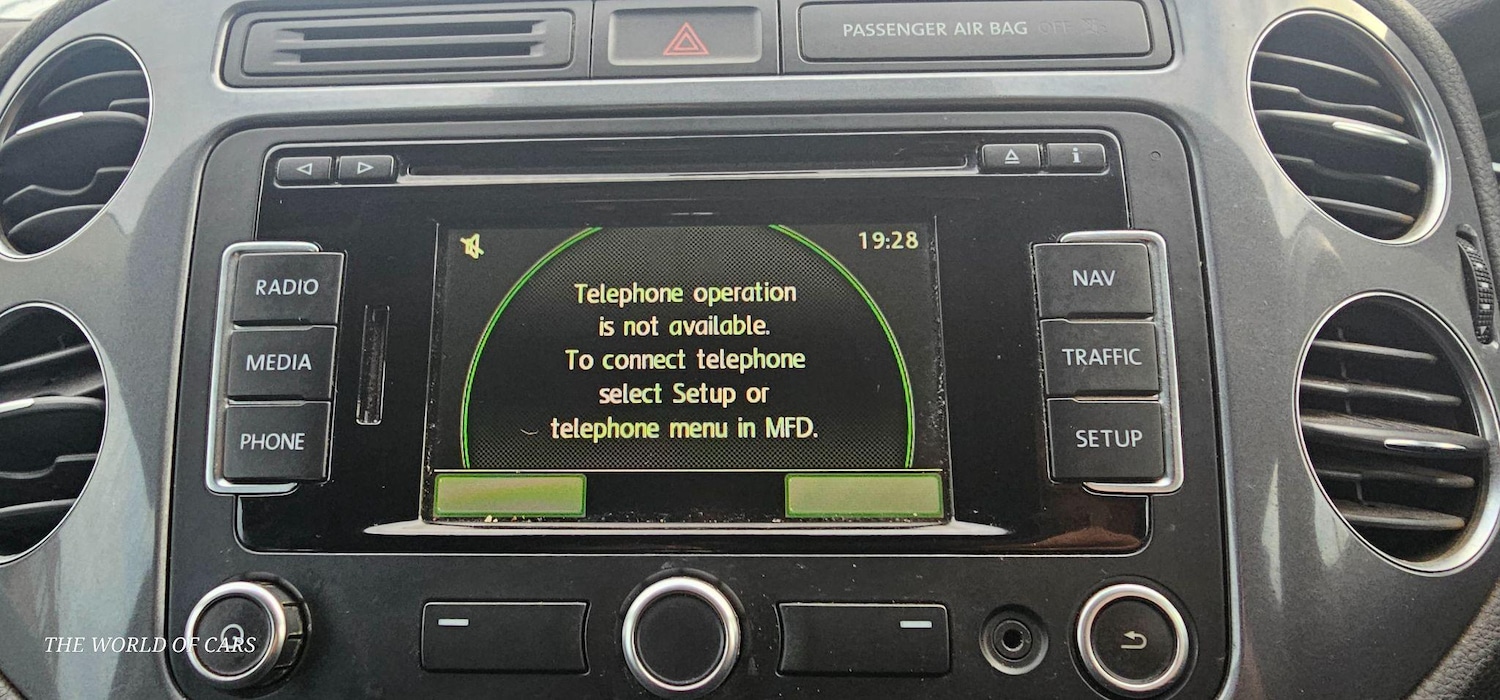 PASSENGER AIR BAG OFF
19:28
RADIO
MEDIA
PHONE
Telephone operation
is not available.
To connect telephone
select Setup or
telephone menu in MFD.
NAV
TRAFFIC
SETUP
THE WORLD OF CARS